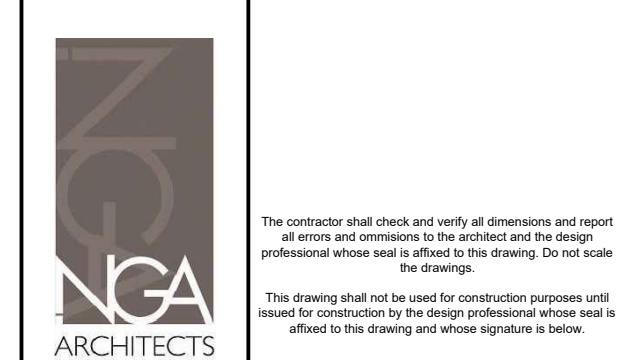 NGA
NGA
ARCHITECTS
The contractor shall check and verify all dimensions and report
all errors and ommisions to the architect and the design
professional whose seal is affixed to this drawing. Do not scale
the drawings.
This drawing shall not be used for construction purposes until
issued for construction by the design professional whose seal is
affixed to this drawing and whose signature is below.